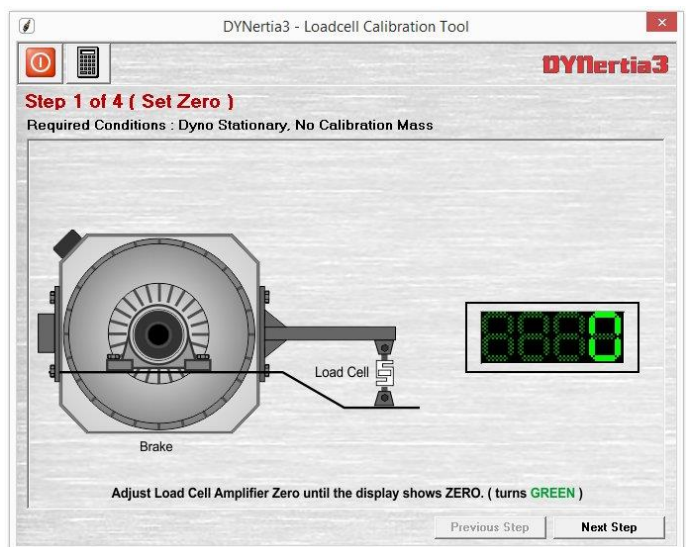 DYNertia3 - Loadcell Calibration Tool
DYNertia3
Step 1 of 4 ( Set Zero )
Required Conditions : Dyno Stationary, No Calibration Mass
0
Load Cell
Brake
Adjust Load Cell Amplifier Zero until the display shows ZERO. ( turns GREEN )
Previous Step
Next Step